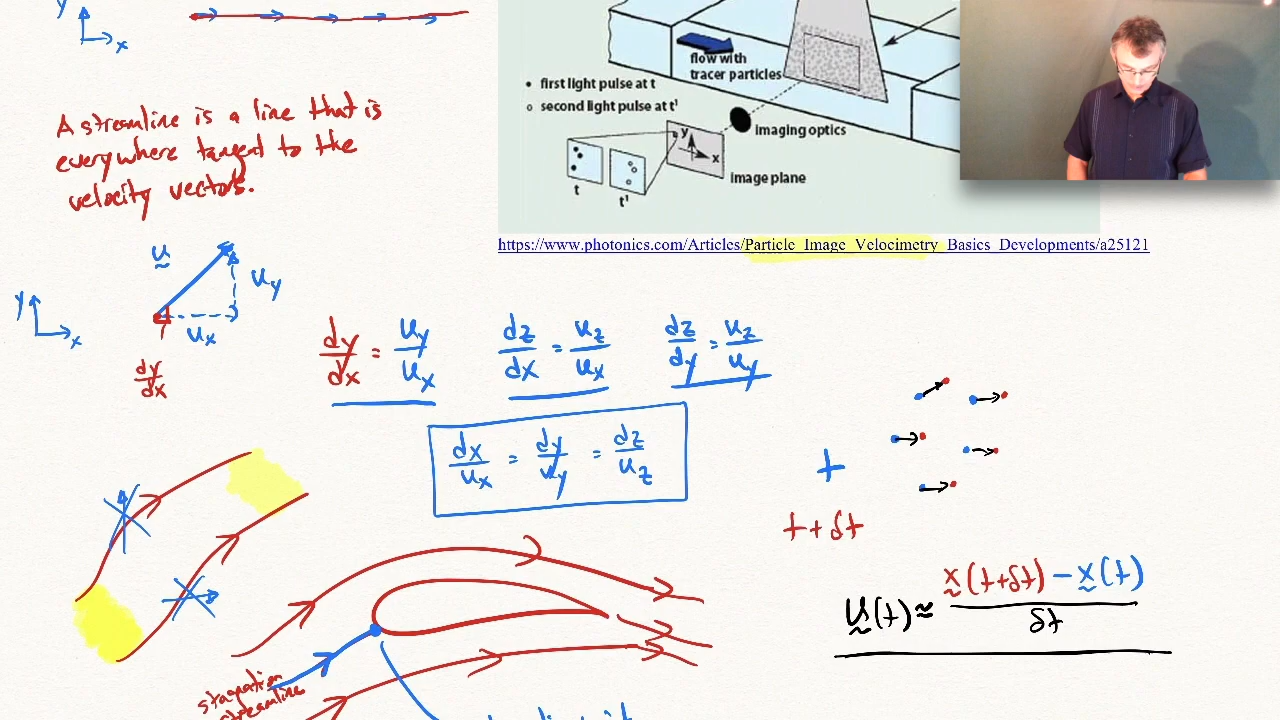 y
x
A streamline is a line that is
everywhere tangent to the
velocity vectors.
flow with
tracer particles
• first light pulse at t
o second light pulse at t'
imaging optics
y
x
image plane
t
t'
https://www.photonics.com/Articles/Particle_Image_Velocimetry_Basics_Developments/a25121
u
u_y
y
x
u_x
dy/dx
dy/dx = u_y/u_x
dz/dx = u_z/u_x
dz/dy = u_z/u_y
dx/u_x = dy/u_y = dz/u_z
t
t+δt
u(t) ≈ (x(t+δt) - x(t))/δt
stagnation
streamline